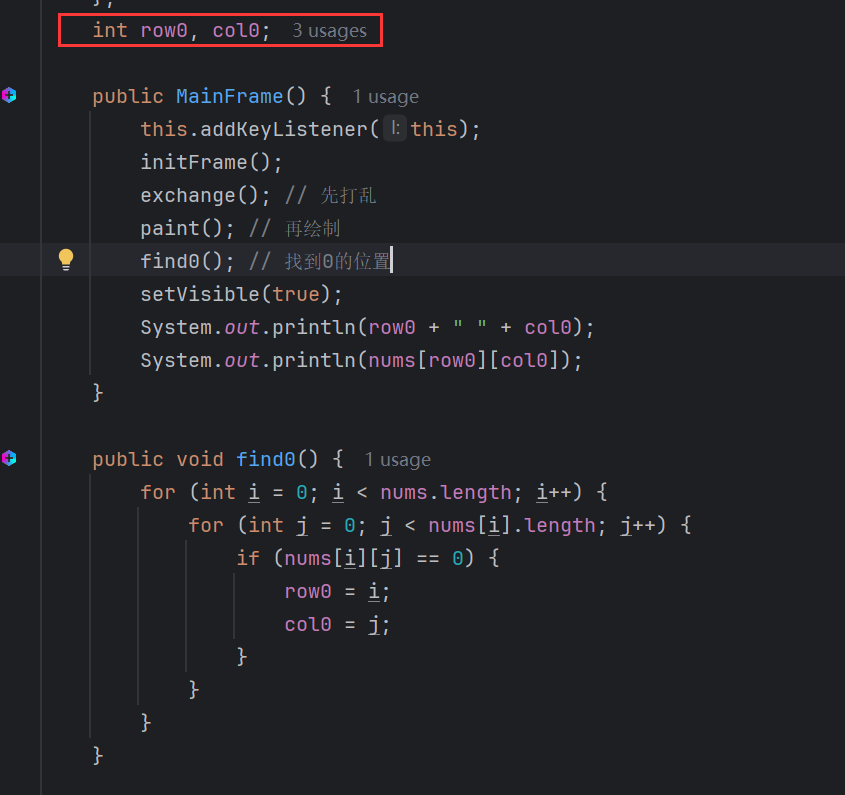 };
int row0, col0; 3 usages
public MainFrame() { 1 usage
this.addKeyListener( l: this);
initFrame();
exchange(); // 先打乱
paint(); // 再绘制
find0(); // 找到0的位置
setVisible(true);
System.out.println(row0 + " " + col0);
System.out.println(nums[row0][col0]);
}
public void find0() { 1 usage
for (int i = 0; i < nums.length; i++) {
for (int j = 0; j < nums[i].length; j++) {
if (nums[i][j] == 0) {
row0 = i;
col0 = j;
}
}
}
}